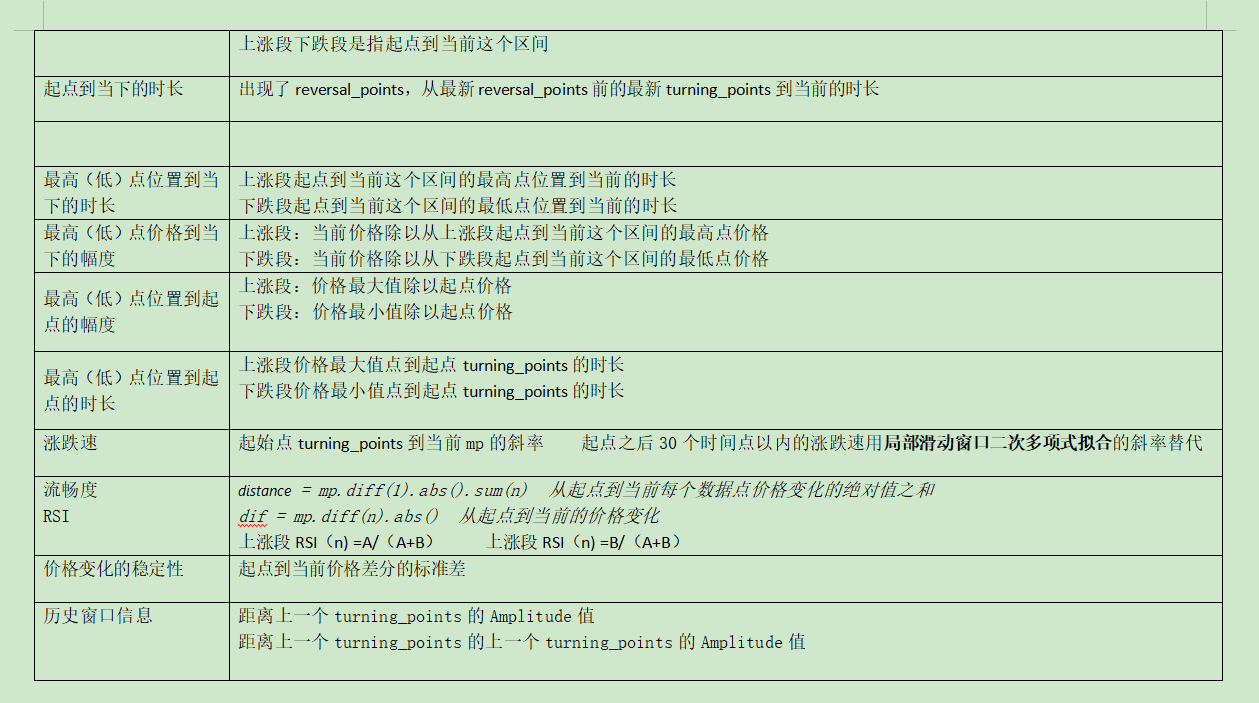 上涨段下跌段是指起点到当前这个区间
起点到当下的时长
出现了 reversal_points，从最新 reversal_points 前的最新 turning_points 到当前的时长
最高（低）点位置到当
下的时长
上涨段起点到当前这个区间的最高点位置到当前的时长
下跌段起点到当前这个区间的最低点位置到当前的时长
最高（低）点价格到当
下的幅度
上涨段：当前价格除以从上涨段起点到当前这个区间的最高点价格
下跌段：当前价格除以从下跌段起点到当前这个区间的最低点价格
最高（低）点位置到起
点的幅度
上涨段：价格最大值除以起点价格
下跌段：价格最小值除以起点价格
最高（低）点位置到起
点的时长
上涨段价格最大值点到起点 turning_points 的时长
下跌段价格最小值点到起点 turning_points 的时长
涨跌速
起始点 turning_points 到当前 mp 的斜率 起点之后 30 个时间点以内的涨跌速用局部滑动窗口二次多项式拟合的斜率替代
流畅度
RSI
distance = mp.diff(1).abs().sum(n) 从起点到当前每个数据点价格变化的绝对值之和
dif = mp.diff(n).abs() 从起点到当前的价格变化
上涨段 RSI（n) =A/（A+B） 上涨段 RSI（n) =B/（A+B）
价格变化的稳定性
起点到当前价格差分的标准差
历史窗口信息
距离上一个 turning_points 的 Amplitude 值
距离上一个 turning_points 的上一个 turning_points 的 Amplitude 值